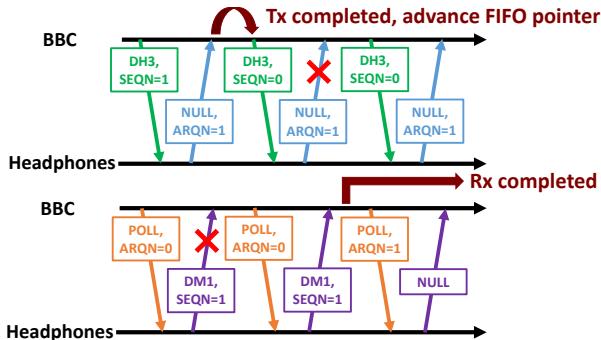 Tx completed, advance FIFO pointer
BBC
DH3,
SEQN=1
DH3,
SEQN=0
DH3,
SEQN=0
NULL,
ARQN=1
NULL,
ARQN=1
NULL,
ARQN=1
Headphones
Rx completed
BBC
POLL,
ARQN=0
POLL,
ARQN=0
POLL,
ARQN=1
DM1,
SEQN=1
DM1,
SEQN=1
NULL
Headphones